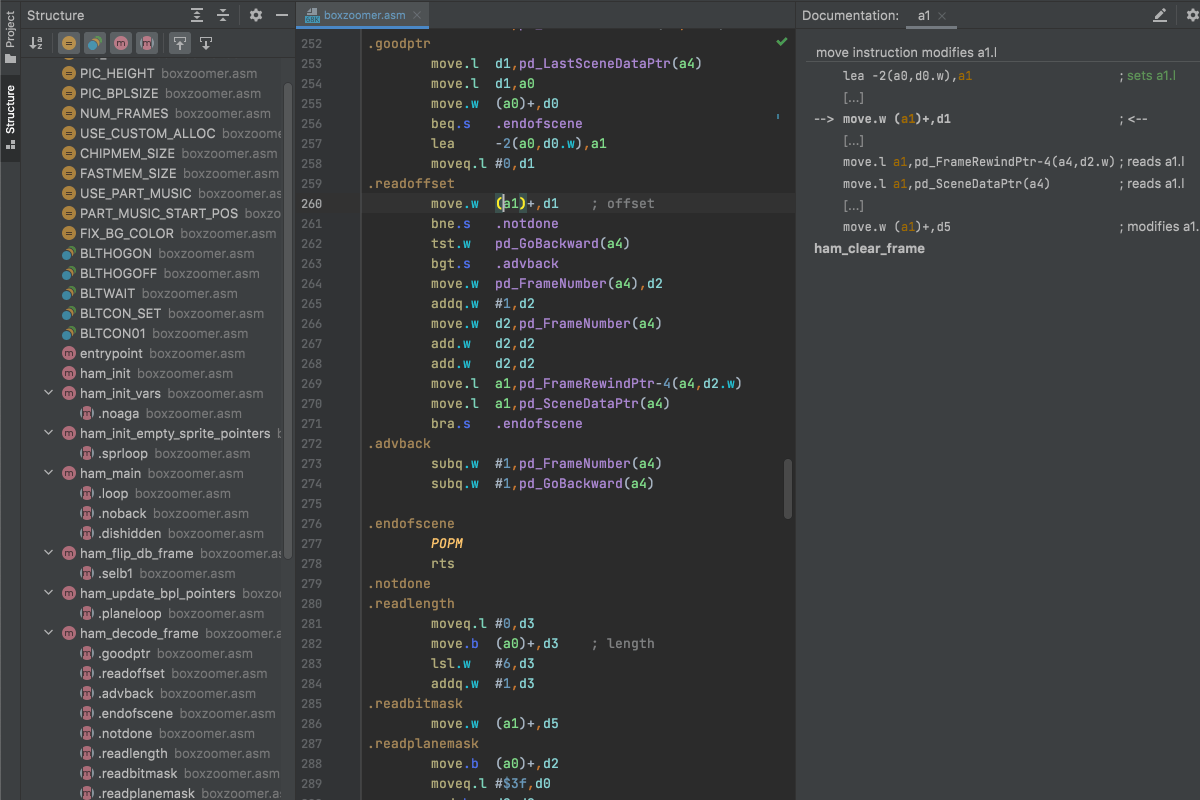 Project
Structure
Structure
PIC_HEIGHT boxzoomer.asm
PIC_BPLSIZE boxzoomer.asm
NUM_FRAMES boxzoomer.asm
USE_CUSTOM_ALLOC boxzoome
CHIPMEM_SIZE boxzoomer.asm
FASTMEM_SIZE boxzoomer.asm
USE_PART_MUSIC boxzoomer.a
PART_MUSIC_START_POS boxzo
FIX_BG_COLOR boxzoomer.asm
BLTHOGON boxzoomer.asm
BLTHOGOFF boxzoomer.asm
BLTWAIT boxzoomer.asm
BLTCON_SET boxzoomer.asm
BLTCON01 boxzoomer.asm
entrypoint boxzoomer.asm
ham_init boxzoomer.asm
ham_init_vars boxzoomer.asm
.noaga boxzoomer.asm
ham_init_empty_sprite_pointers b
.sprloop boxzoomer.asm
ham_main boxzoomer.asm
.loop boxzoomer.asm
.noback boxzoomer.asm
.dishidden boxzoomer.asm
ham_flip_db_frame boxzoomer.as
.selb1 boxzoomer.asm
ham_update_bpl_pointers boxzoo
.planeloop boxzoomer.asm
ham_decode_frame boxzoomer.a
.goodptr boxzoomer.asm
.readoffset boxzoomer.asm
.advback boxzoomer.asm
.endofscene boxzoomer.asm
.notdone boxzoomer.asm
.readlength boxzoomer.asm
.readbitmask boxzoomer.asm
.readplanemask boxzoomer.as
boxzoomer.asm
252 .goodptr
253 move.l d1,pd_LastSceneDataPtr(a4)
254 move.l d1,a0
255 move.w (a0)+,d0
256 beq.s .endofscene
257 lea -2(a0,d0.w),a1
258 moveq.l #0,d1
259 .readoffset
260 move.w (a1)+,d1 ; offset
261 bne.s .notdone
262 tst.w pd_GoBackward(a4)
263 bgt.s .advback
264 move.w pd_FrameNumber(a4),d2
265 addq.w #1,d2
266 move.w d2,pd_FrameNumber(a4)
267 add.w d2,d2
268 add.w d2,d2
269 move.l a1,pd_FrameRewindPtr-4(a4,d2.w)
270 move.l a1,pd_SceneDataPtr(a4)
271 bra.s .endofscene
272 .advback
273 subq.w #1,pd_FrameNumber(a4)
274 subq.w #1,pd_GoBackward(a4)
275
276 .endofscene
277 POPM
278 rts
279 .notdone
280 .readlength
281 moveq.l #0,d3
282 move.b (a0)+,d3 ; length
283 lsl.w #6,d3
284 addq.w #1,d3
285 .readbitmask
286 move.w (a1)+,d5
287 .readplanemask
288 move.b (a0)+,d2
289 moveq.l #$3f,d0
Documentation: a1
move instruction modifies a1.l
lea -2(a0,d0.w),a1 ; sets a1.l
[...]
--> move.w (a1)+,d1 ; <--
[...]
move.l a1,pd_FrameRewindPtr-4(a4,d2.w) ; reads a1.l
move.l a1,pd_SceneDataPtr(a4) ; reads a1.l
[...]
move.w (a1)+,d5 ; modifies a1.
ham_clear_frame